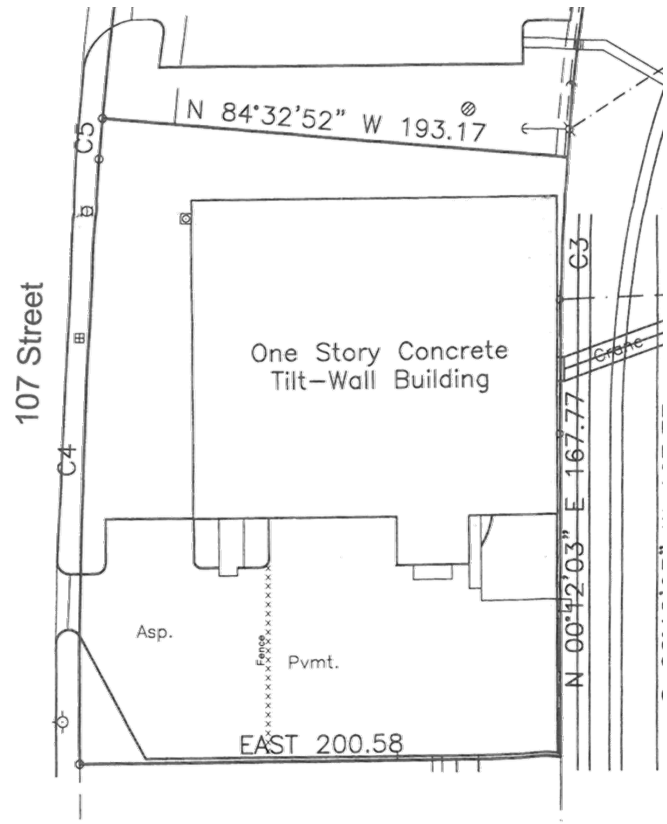 N 84°32'52" W 193.17
C5
C3
107 Street
One Story Concrete
Tilt-Wall Building
Crane
C4
N 00°12'03" E 167.77
Asp.
Fence
Pvmt.
EAST 200.58